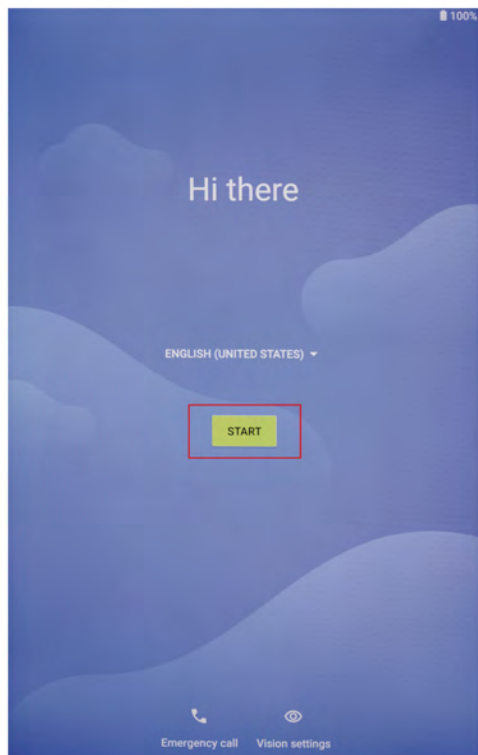 100%
Hi there
ENGLISH (UNITED STATES)
START
Emergency call Vision settings